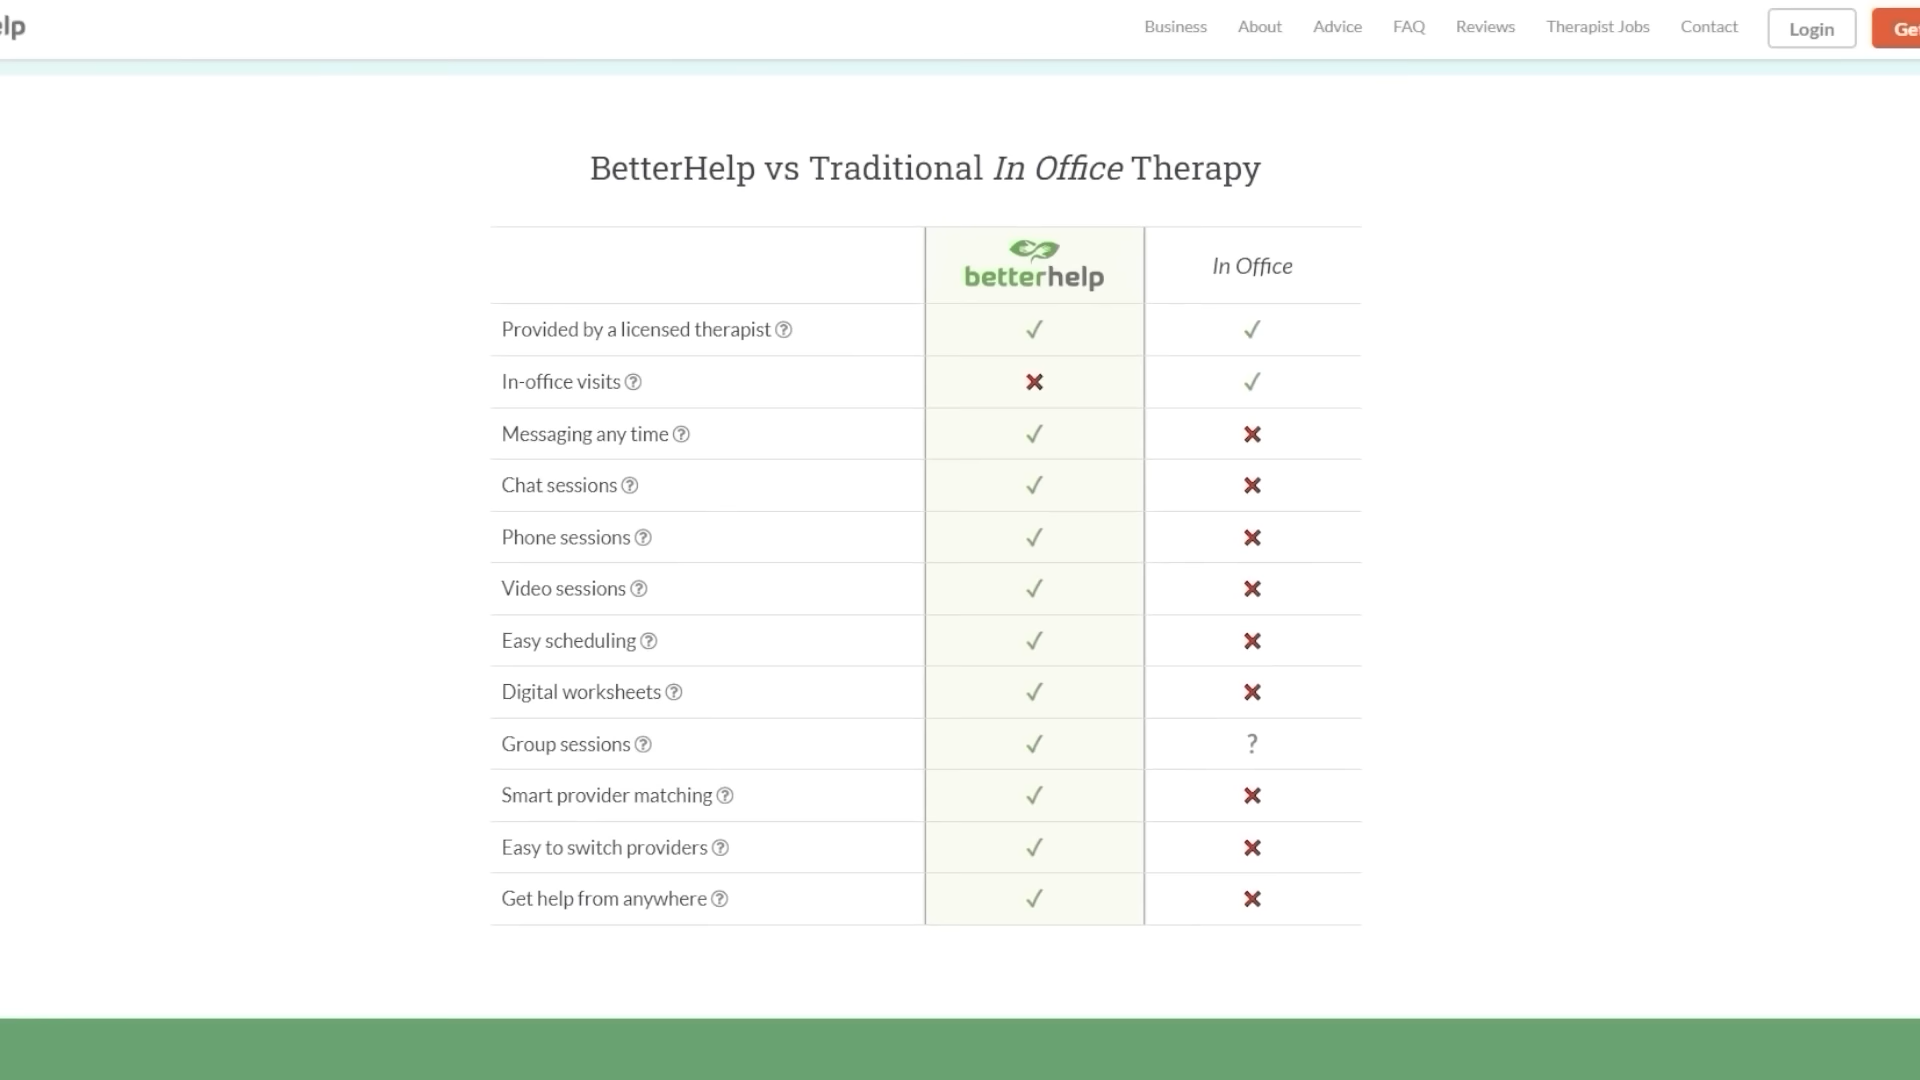 elp
Business About Advice FAQ Reviews Therapist Jobs Contact Login Ge
BetterHelp vs Traditional In Office Therapy
betterhelp In Office
Provided by a licensed therapist ? ✓ ✓
In-office visits ? ✖ ✓
Messaging any time ? ✓ ✖
Chat sessions ? ✓ ✖
Phone sessions ? ✓ ✖
Video sessions ? ✓ ✖
Easy scheduling ? ✓ ✖
Digital worksheets ? ✓ ✖
Group sessions ? ✓ ?
Smart provider matching ? ✓ ✖
Easy to switch providers ? ✓ ✖
Get help from anywhere ? ✓ ✖